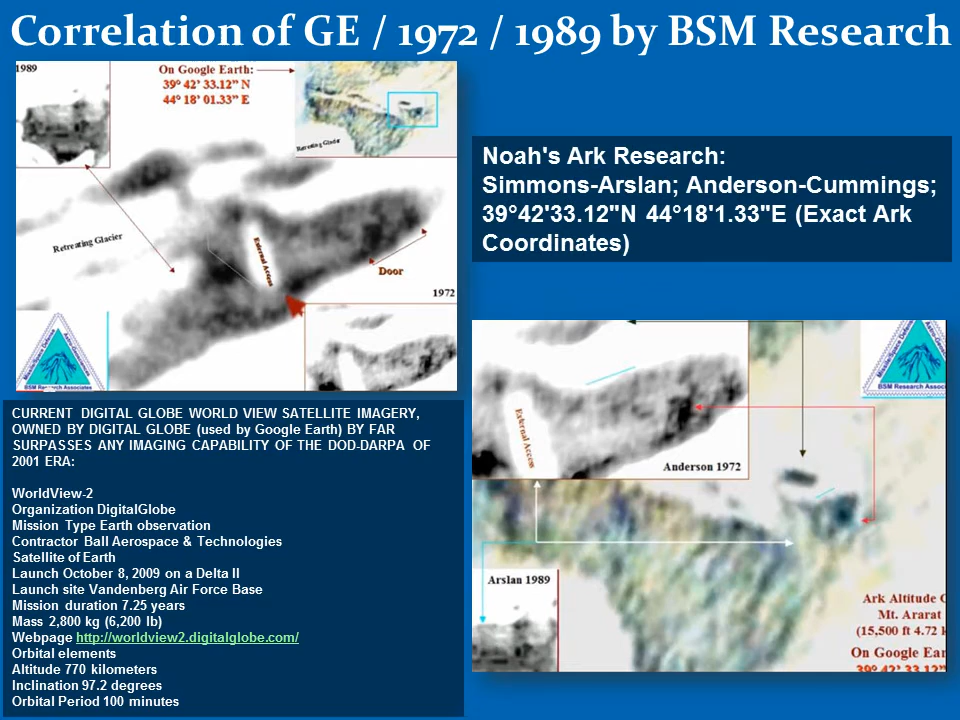 Correlation of GE / 1972 / 1989 by BSM Research
1989
On Google Earth:
39° 42' 33.12" N
44° 18' 01.33" E
Retreating Glacier
Retreating Glacier
External Access
Door
1972
BSM Research Associates
Noah's Ark Research:
Simmons-Arslan; Anderson-Cummings;
39°42'33.12"N 44°18'1.33"E (Exact Ark
Coordinates)
CURRENT DIGITAL GLOBE WORLD VIEW SATELLITE IMAGERY,
OWNED BY DIGITAL GLOBE (used by Google Earth) BY FAR
SURPASSES ANY IMAGING CAPABILITY OF THE DOD-DARPA OF
2001 ERA:
WorldView-2
Organization DigitalGlobe
Mission Type Earth observation
Contractor Ball Aerospace & Technologies
Satellite of Earth
Launch October 8, 2009 on a Delta II
Launch site Vandenberg Air Force Base
Mission duration 7.25 years
Mass 2,800 kg (6,200 lb)
Webpage http://worldview2.digitalglobe.com/
Orbital elements
Altitude 770 kilometers
Inclination 97.2 degrees
Orbital Period 100 minutes
External Access
Anderson 1972
BSM Research Assoc
Arslan 1989
Ark Altitude
Mt. Ararat
(15,500 ft 4.72
On Google Ear
39° 42' 33.12"